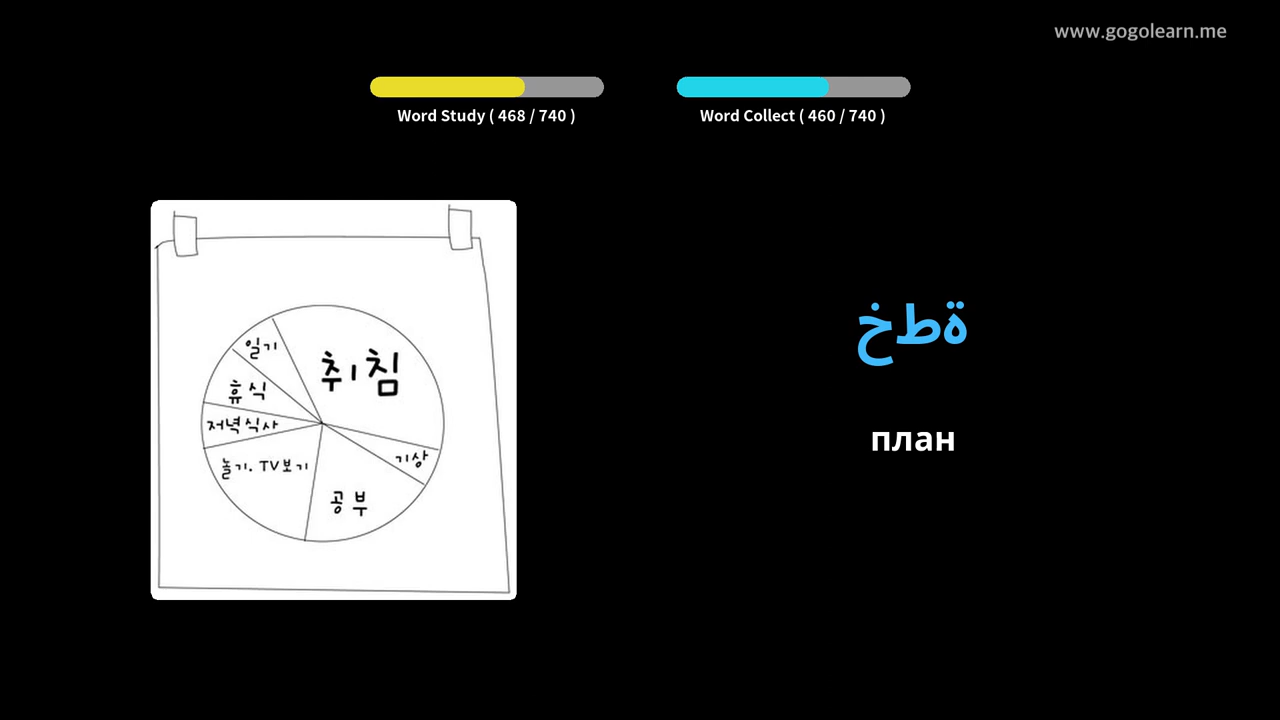 www.gogolearn.me
Word Study ( 468 / 740 )
Word Collect ( 460 / 740 )
일기
취침
휴식
저녁식사
놀기. TV보기
기상
공부
ةطخ
план